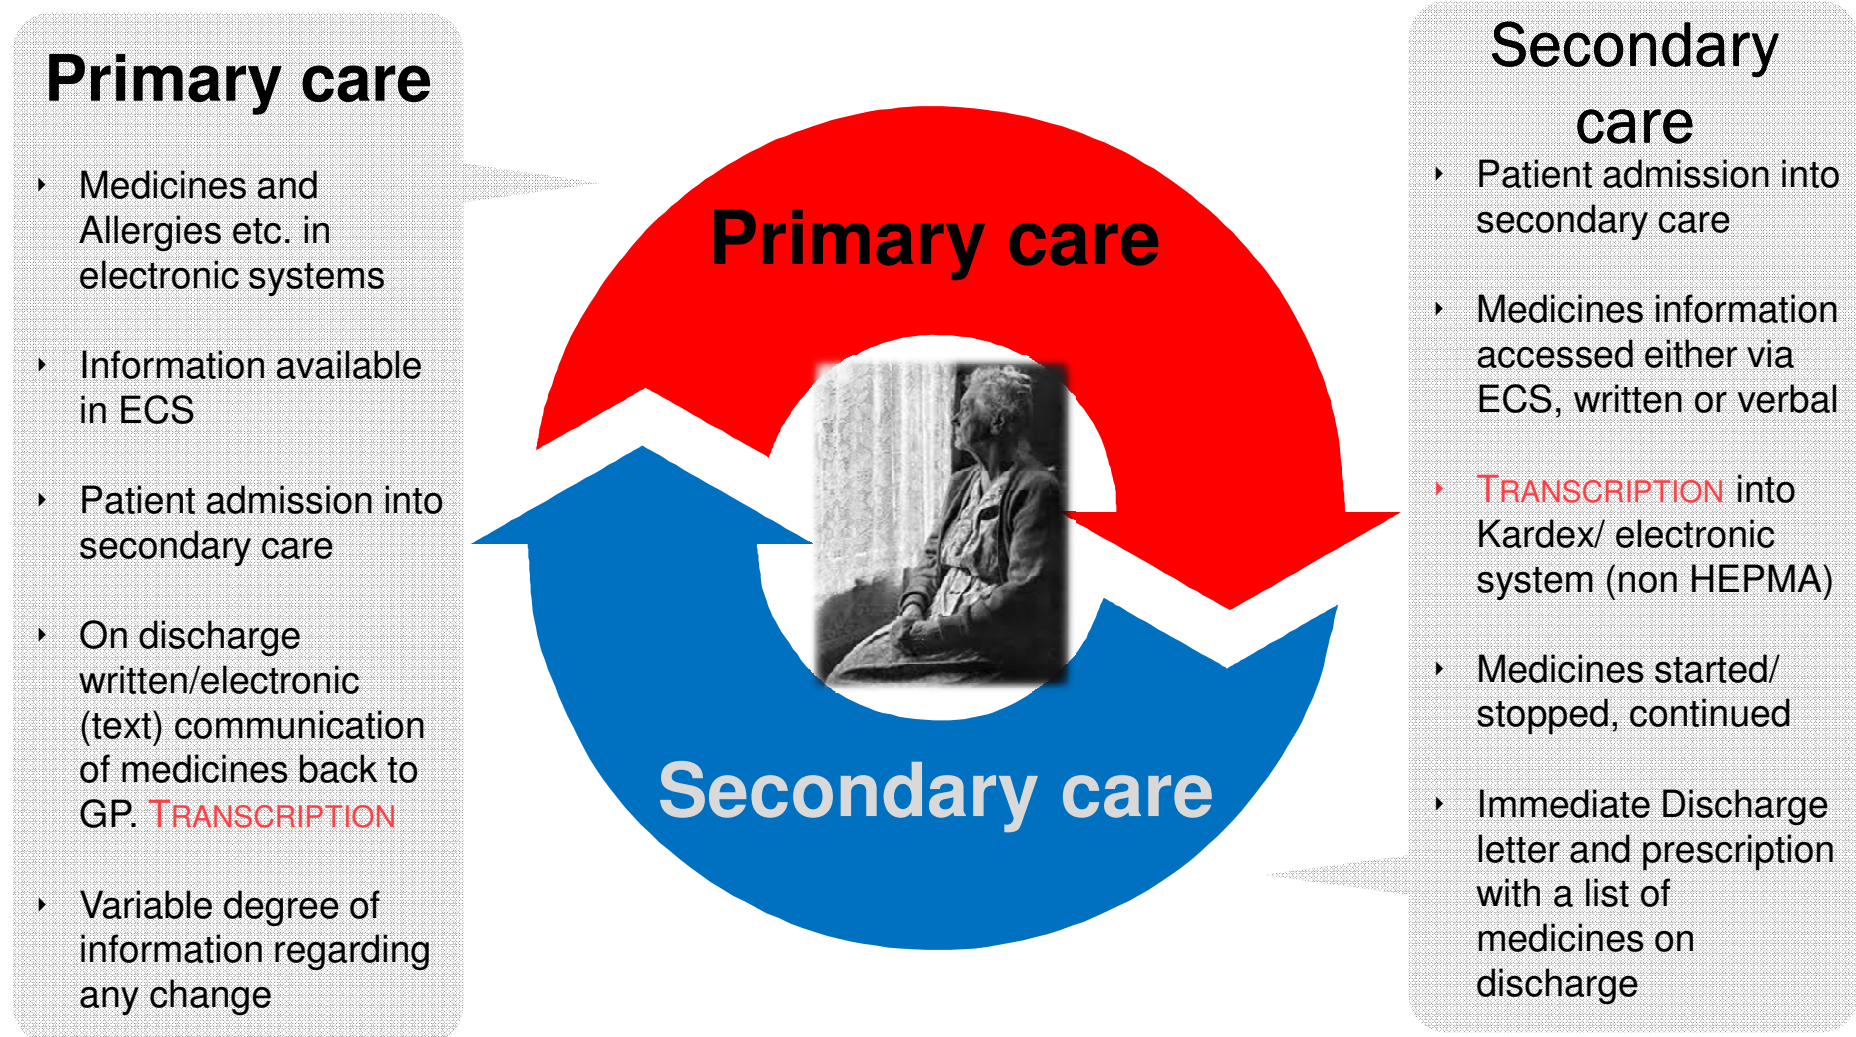 Primary care
‣ Medicines and
Allergies etc. in
electronic systems
‣ Information available
in ECS
‣ Patient admission into
secondary care
‣ On discharge
written/electronic
(text) communication
of medicines back to
GP. TRANSCRIPTION
‣ Variable degree of
information regarding
any change
Primary care
Secondary care
Secondary
care
‣ Patient admission into
secondary care
‣ Medicines information
accessed either via
ECS, written or verbal
‣ TRANSCRIPTION into
Kardex/ electronic
system (non HEPMA)
‣ Medicines started/
stopped, continued
‣ Immediate Discharge
letter and prescription
with a list of
medicines on
discharge